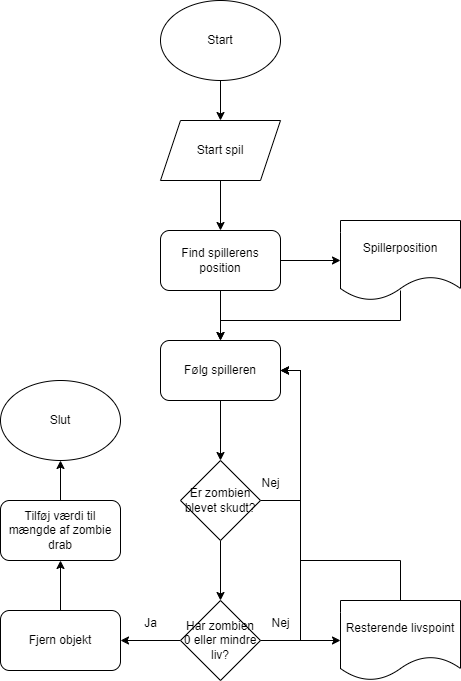 Start
Start spil
Find spillerens
position
Spillerposition
Følg spilleren
Slut
Nej
Er zombien
blevet skudt?
Tilføj værdi til
mængde af zombie
drab
Ja
Har zombien
0 eller mindre
liv?
Nej
Resterende livspoint
Fjern objekt